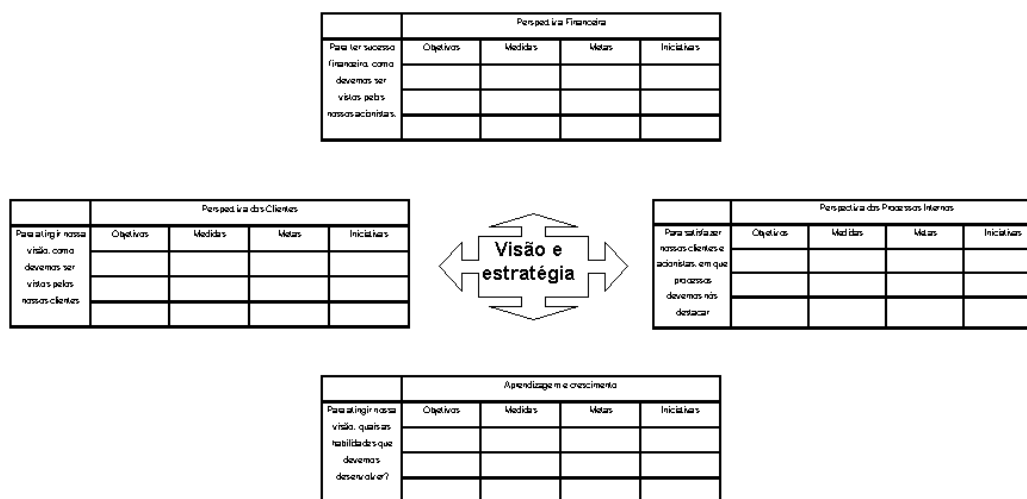 Perspectiva Financeira
Para ter sucesso Objetivos Medidas Metas Iniciativas
financeiro, como
devemos ser
vistos pelos
nossos acionistas.
Perspectiva dos Clientes
Para atingir nossa Objetivos Medidas Metas Iniciativas
visão, como
devemos ser
vistos pelos
nossos clientes
Visão e
estratégia
Perspectiva dos Processos Internos
Para satisfazer Objetivos Medidas Metas Iniciativas
nossos clientes e
acionistas, em que
processos
devemos nós
destacar
Aprendizagem e crescimento
Para atingir nossa Objetivos Medidas Metas Iniciativas
visão, quais as
habilidades que
devemos
desenvolver?